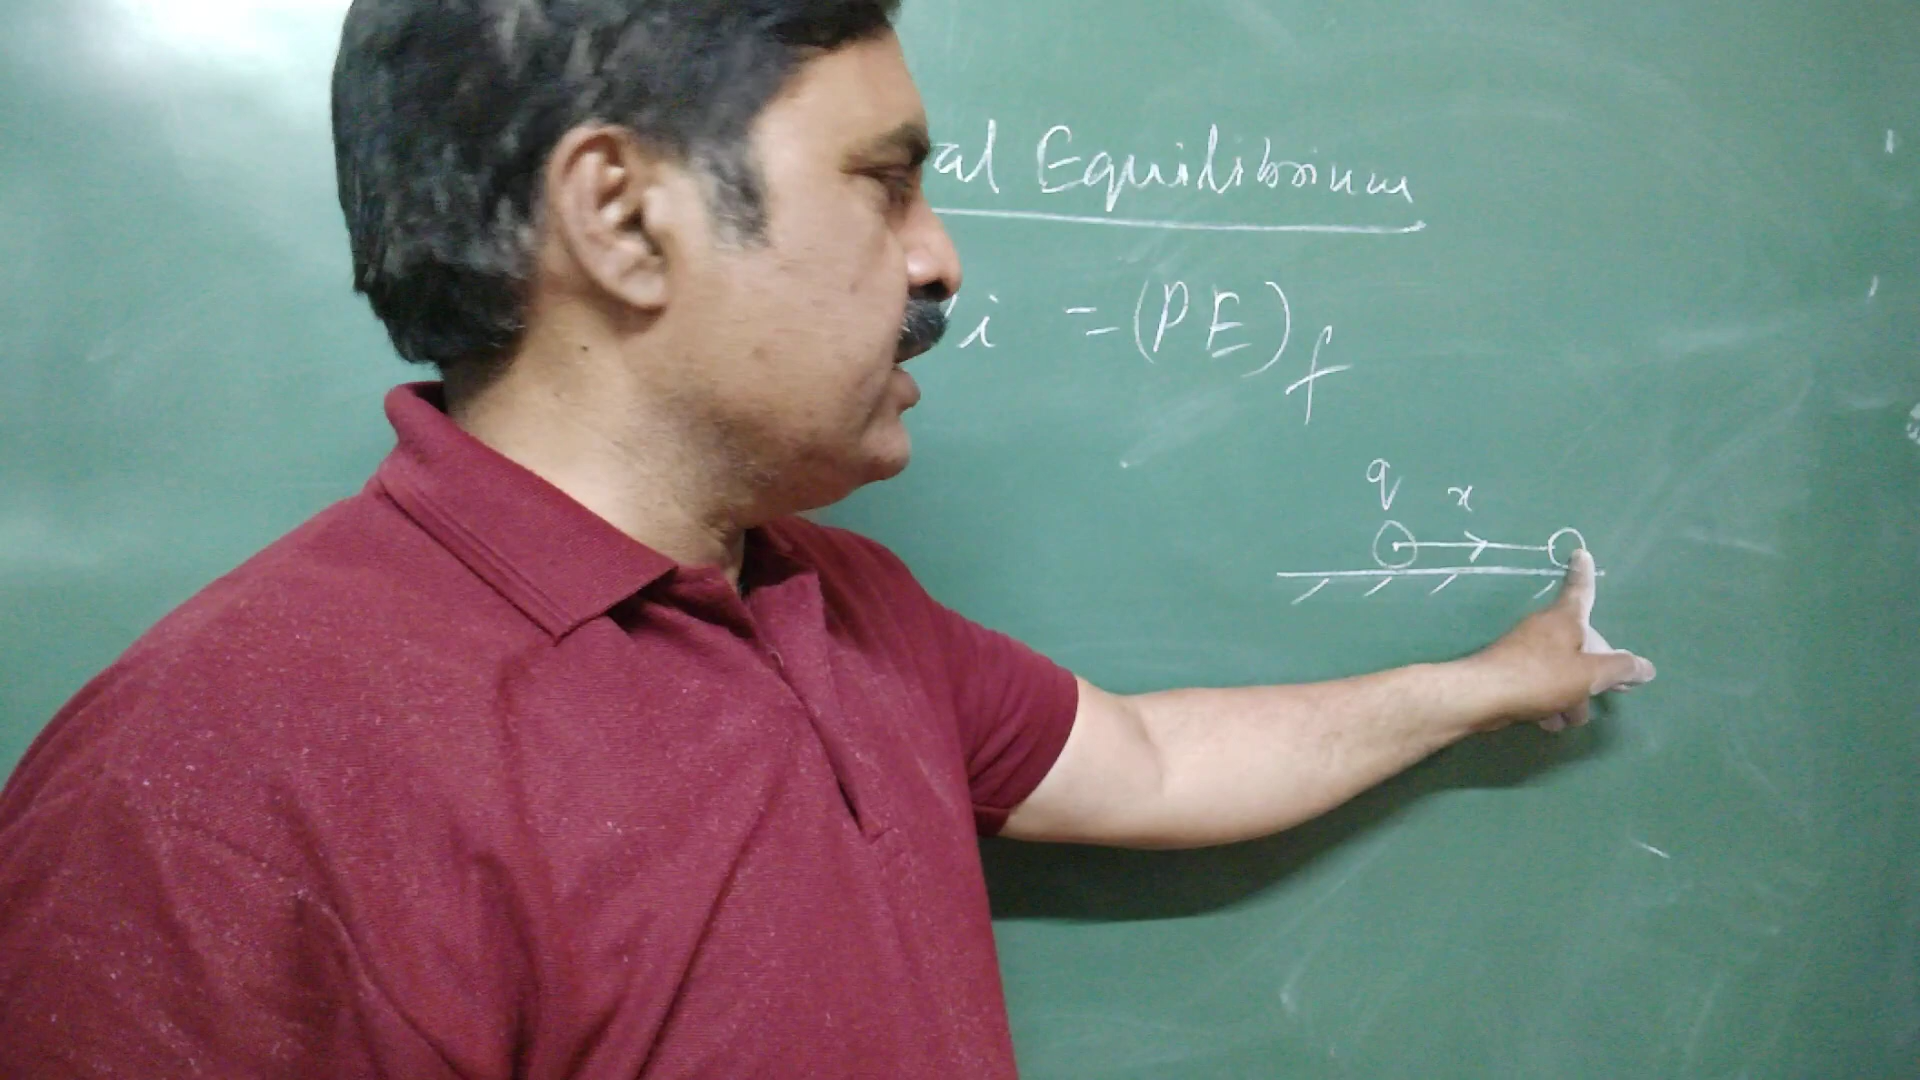 al Equilibrium
i = (PE)f
q x